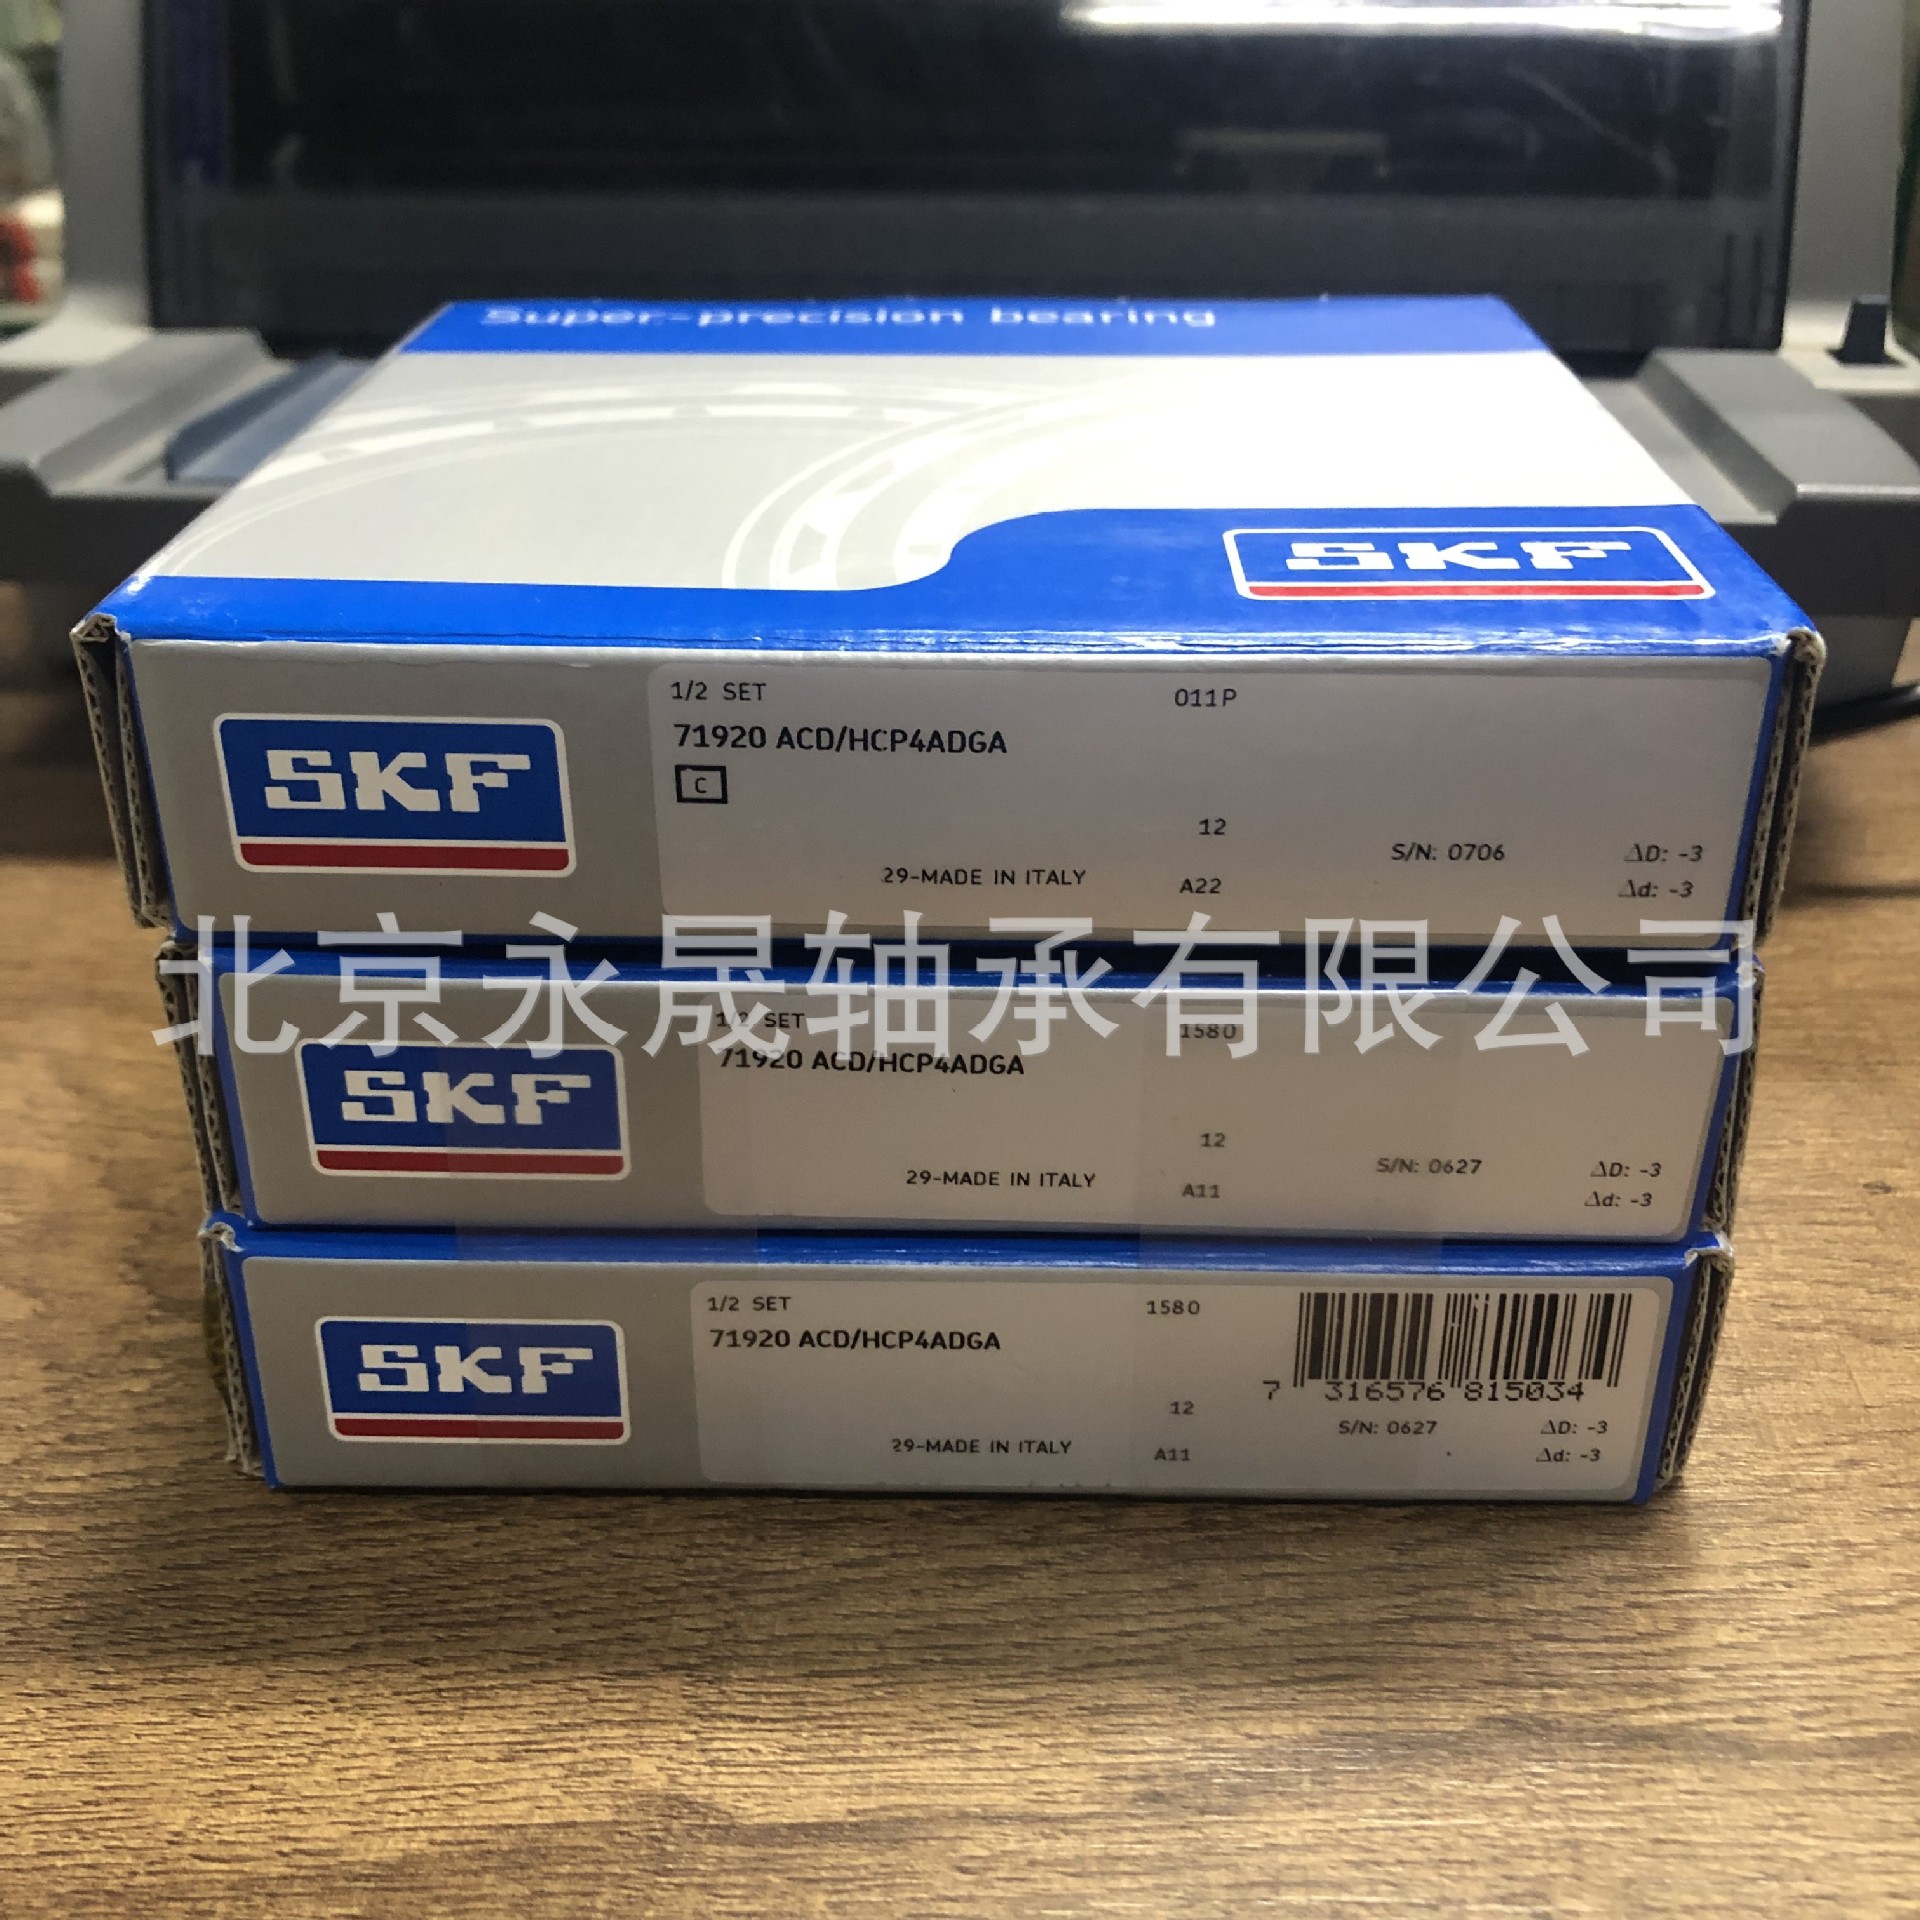 Super-precision bearing
SKF
SKF
1/2 SET 011P
71920 ACD/HCP4ADGA
C
12
S/N: 0706 ΔD: -3
29-MADE IN ITALY A22 Δd: -3
北京永晟轴承有限公司
SKF
1/2 SET 1580
71920 ACD/HCP4ADGA
12
S/N: 0627 ΔD: -3
29-MADE IN ITALY A11 Δd: -3
SKF
1/2 SET 1580
71920 ACD/HCP4ADGA
7 316576 815034
12
S/N: 0627 ΔD: -3
29-MADE IN ITALY A11 Δd: -3